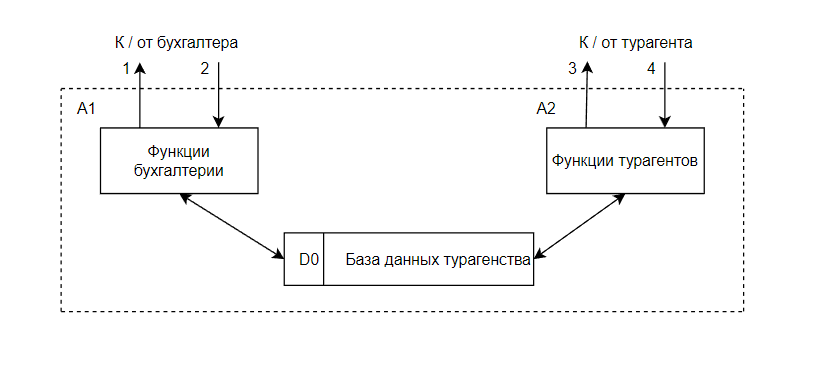 К / от бухгалтера
К / от турагента
1
2
3
4
A1
A2
Функции
бухгалтерии
Функции турагентов
D0
База данных турагенства